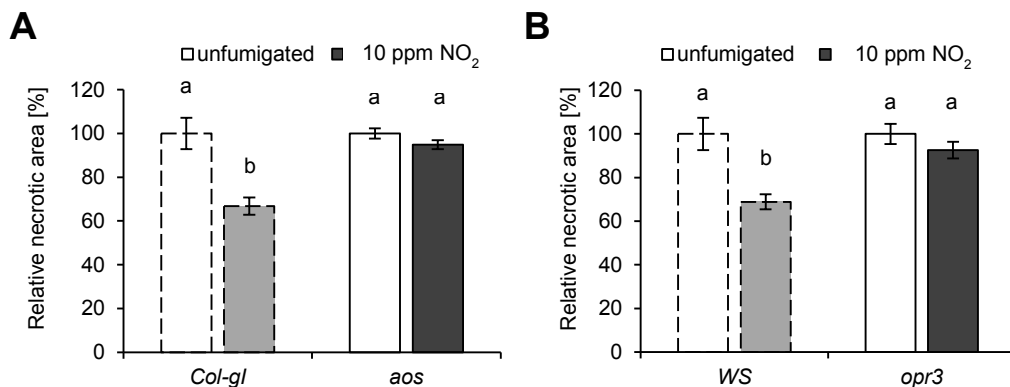 A
unfumigated 10 ppm NO₂
Relative necrotic area [%]
120
100
80
60
40
20
0
a
b
a
a
Col-gl
aos
B
unfumigated 10 ppm NO₂
Relative necrotic area [%]
120
100
80
60
40
20
0
a
b
a
a
WS
opr3